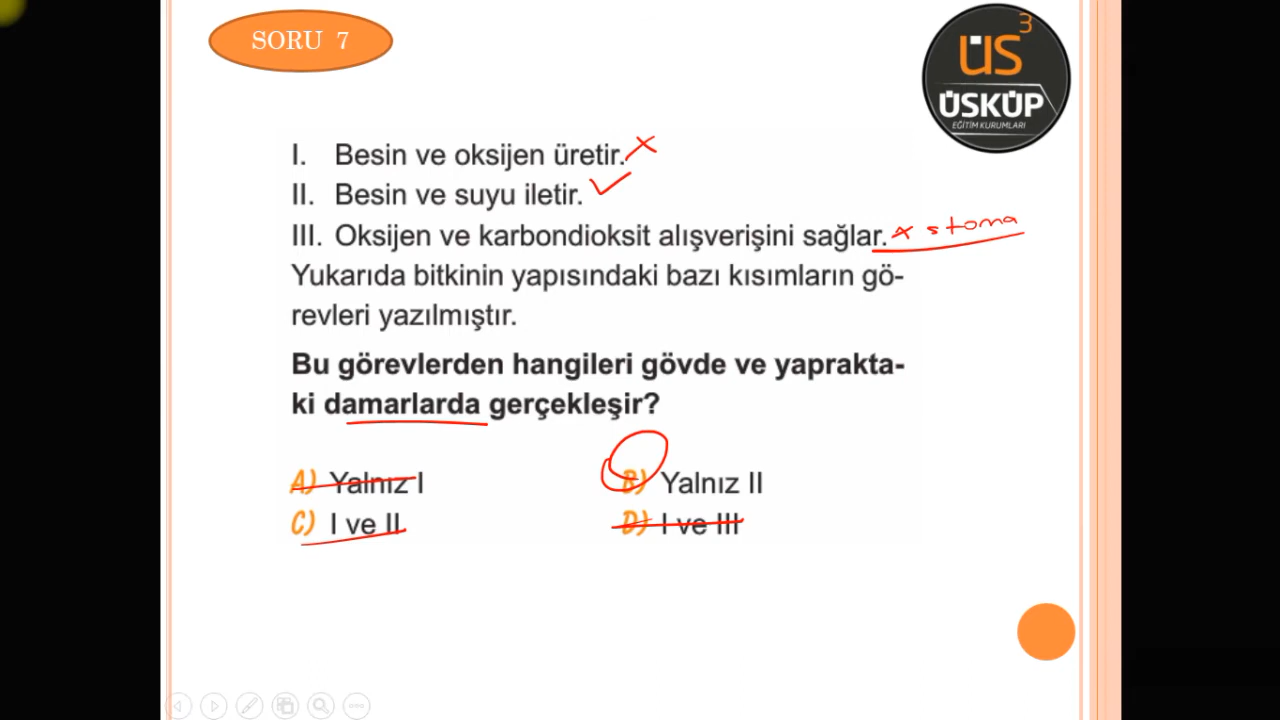 SORU 7
ÜS3
ÜSKÜP
EĞİTİM KURUMLARI
I. Besin ve oksijen üretir.
II. Besin ve suyu iletir.
III. Oksijen ve karbondioksit alışverişini sağlar. x stoma
Yukarıda bitkinin yapısındaki bazı kısımların gö-
revleri yazılmıştır.
Bu görevlerden hangileri gövde ve yaprakta-
ki damarlarda gerçekleşir?
A) Yalnız I B) Yalnız II
C) I ve II D) I ve III